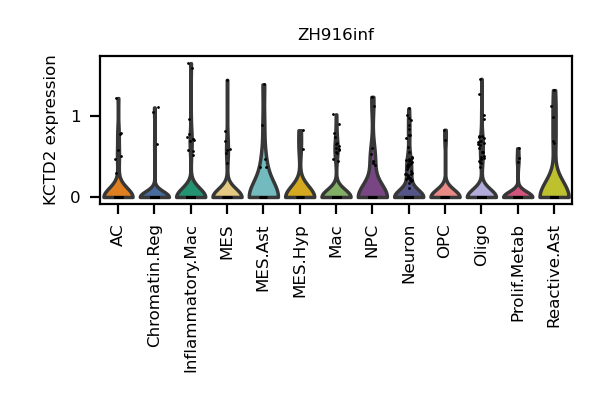 ZH916inf
KCTD2 expression
1
0
AC
Chromatin.Reg
Inflammatory.Mac
MES
MES.Ast
MES.Hyp
Mac
NPC
Neuron
OPC
Oligo
Prolif.Metab
Reactive.Ast